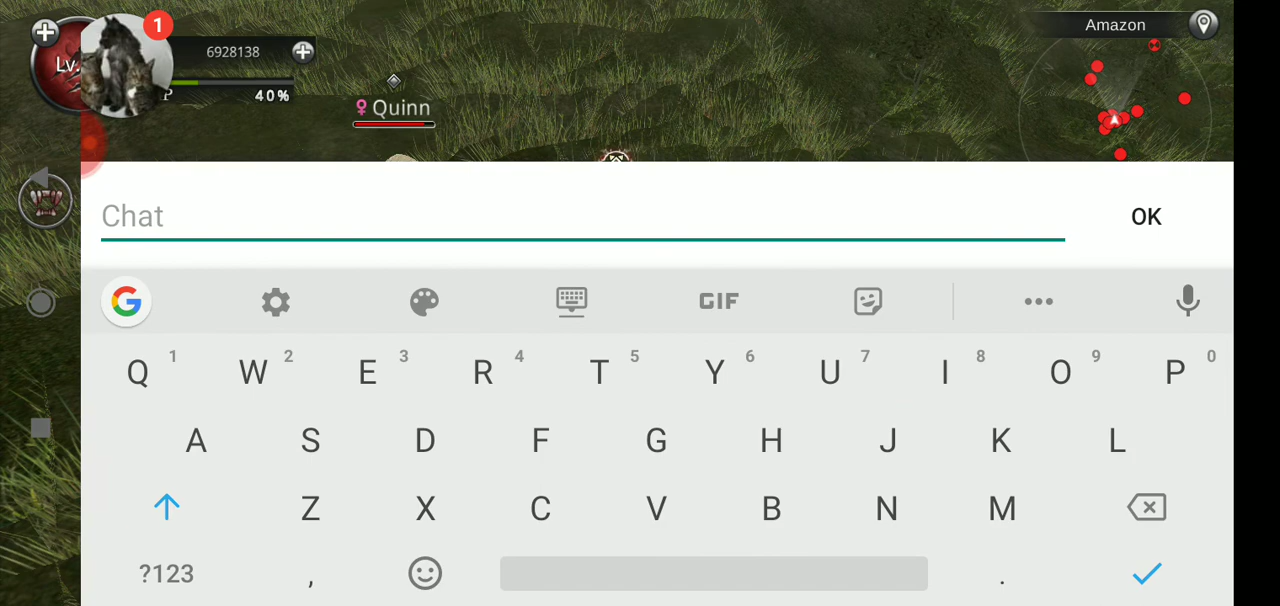 1
Amazon
Lv.
6928138
P 40%
Quinn
Chat
OK
G GIF
Q 1 W 2 E 3 R 4 T 5 Y 6 U 7 I 8 O 9 P 0
A S D F G H J K L
Z X C V B N M
?123 , .